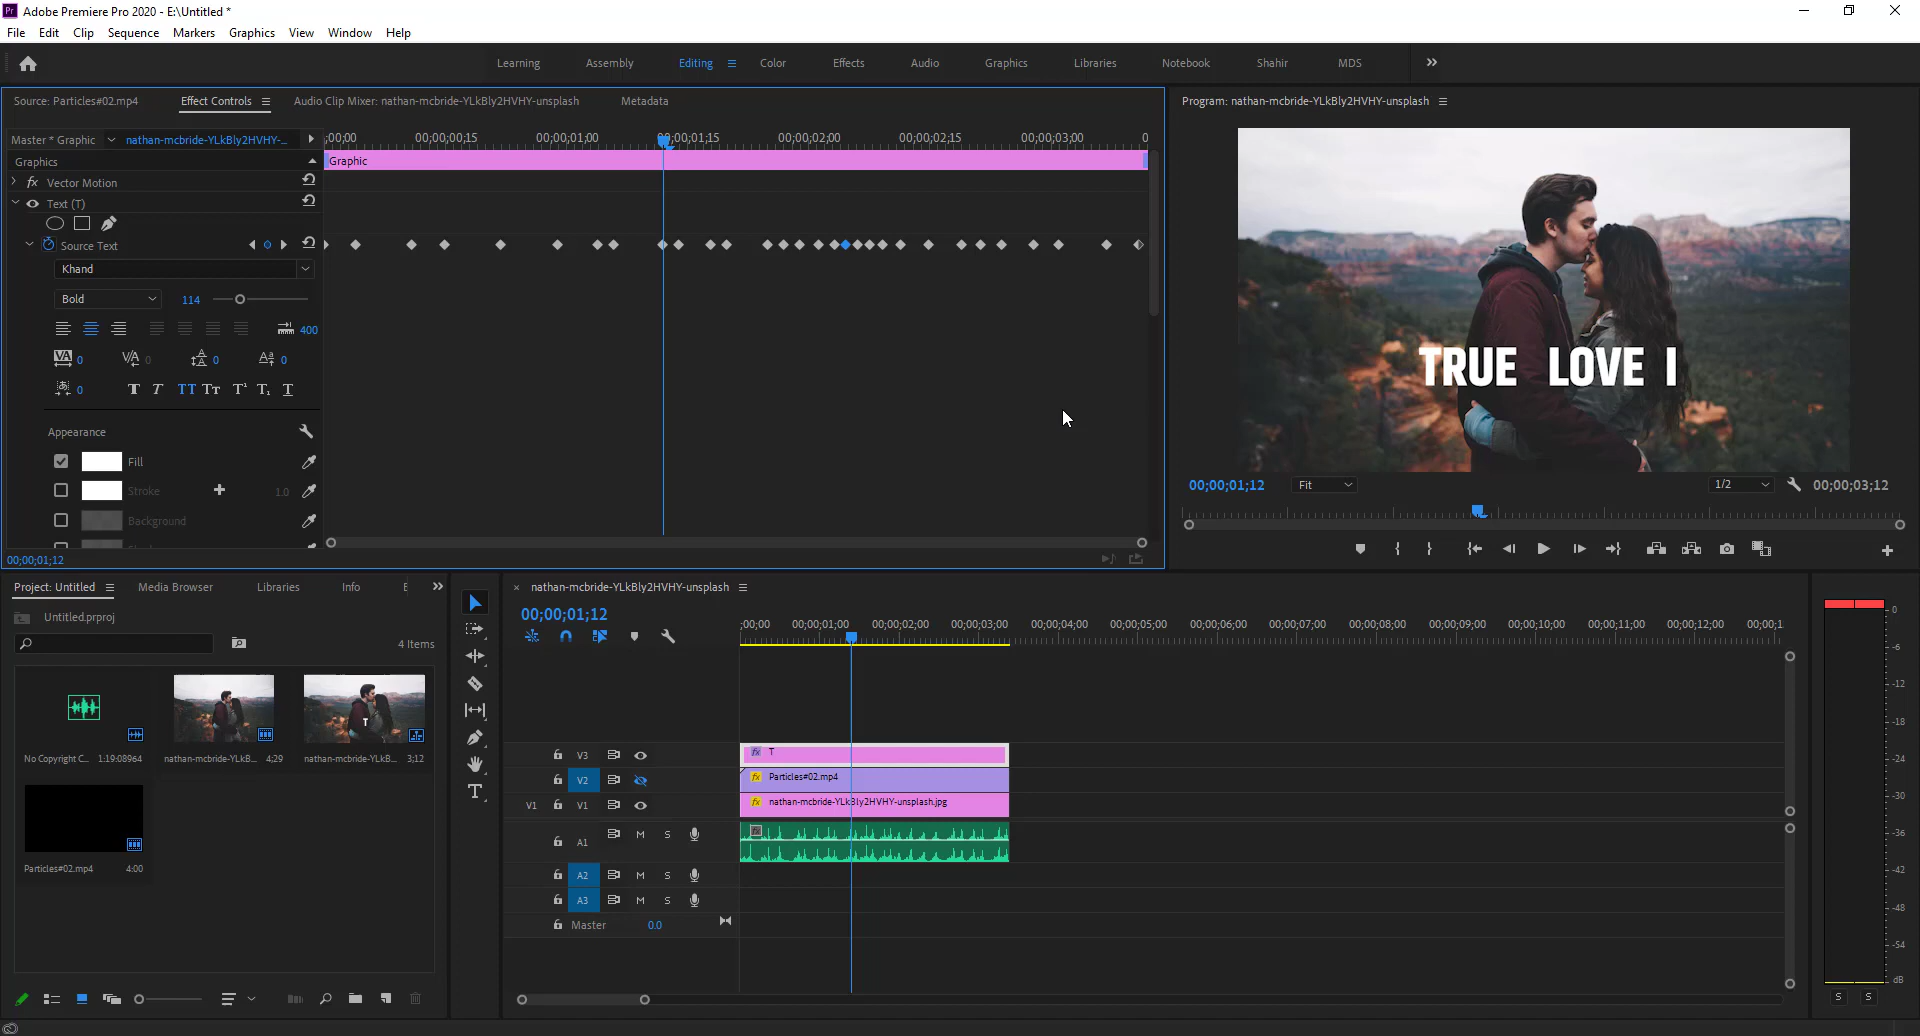 Adobe Premiere Pro 2020 - E:\Untitled *
File Edit Clip Sequence Markers Graphics View Window Help
Learning Assembly Editing Color Effects Audio Graphics Libraries Notebook Shahir MDS
Source: Particles#02.mp4 Effect Controls Audio Clip Mixer: nathan-mcbride-YLkBly2HVHY-unsplash Metadata
Program: nathan-mcbride-YLkBly2HVHY-unsplash
Master * Graphic nathan-mcbride-YLkBly2HVHY-...
;00;00 00;00;00;15 00;00;01;00 00;00;01;15 00;00;02;00 00;00;02;15 00;00;03;00 0
Graphics
Graphic
fx Vector Motion
Text (T)
Source Text
Khand
Bold 114
400
0 0 0 0
0 T T TT TT T¹ T₁ T
Appearance
Fill
Stroke 1.0
Background
00;00;01;12
TRUE LOVE I
00;00;01;12 Fit 1/2 00;00;03;12
Project: Untitled Media Browser Libraries Info E
Untitled.prproj
4 Items
No Copyright C... 1:19:08964
nathan-mcbride-YLkB... 4;29
T
nathan-mcbride-YLkB... 3;12
Particles#02.mp4 4:00
nathan-mcbride-YLkBly2HVHY-unsplash
00;00;01;12
;00;00 00;00;01;00 00;00;02;00 00;00;03;00 00;00;04;00 00;00;05;00 00;00;06;00 00;00;07;00 00;00;08;00 00;00;09;00 00;00;10;00 00;00;11;00 00;00;12;00 00;00;1
V3 fx T
V2 fx Particles#02.mp4
V1 V1 fx nathan-mcbride-YLkBly2HVHY-unsplash.jpg
A1 M S fx
A2 M S
A3 M S
Master 0.0
0
-6
-12
-18
-24
-30
-36
-42
-48
-54
dB
S S